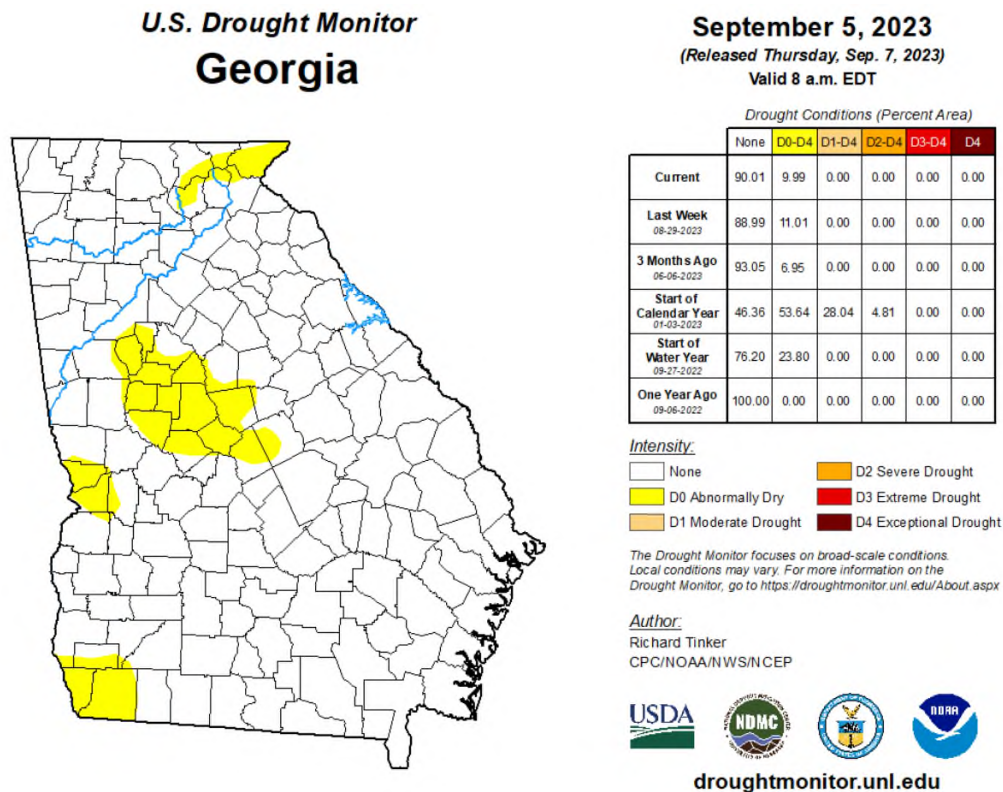 U.S. Drought Monitor
Georgia
September 5, 2023
(Released Thursday, Sep. 7, 2023)
Valid 8 a.m. EDT
Drought Conditions (Percent Area)
None D0-D4 D1-D4 D2-D4 D3-D4 D4
Current 90.01 9.99 0.00 0.00 0.00 0.00
Last Week
08-29-2023
88.99 11.01 0.00 0.00 0.00 0.00
3 Months Ago
06-06-2023
93.05 6.95 0.00 0.00 0.00 0.00
Start of
Calendar Year
01-03-2023
46.36 53.64 28.04 4.81 0.00 0.00
Start of
Water Year
09-27-2022
76.20 23.80 0.00 0.00 0.00 0.00
One Year Ago
09-06-2022
100.00 0.00 0.00 0.00 0.00 0.00
Intensity:
None
D0 Abnormally Dry
D1 Moderate Drought
D2 Severe Drought
D3 Extreme Drought
D4 Exceptional Drought
The Drought Monitor focuses on broad-scale conditions.
Local conditions may vary. For more information on the
Drought Monitor, go to https://droughtmonitor.unl.edu/About.aspx
Author:
Richard Tinker
CPC/NOAA/NWS/NCEP
USDA
NDMC
NOAA
droughtmonitor.unl.edu